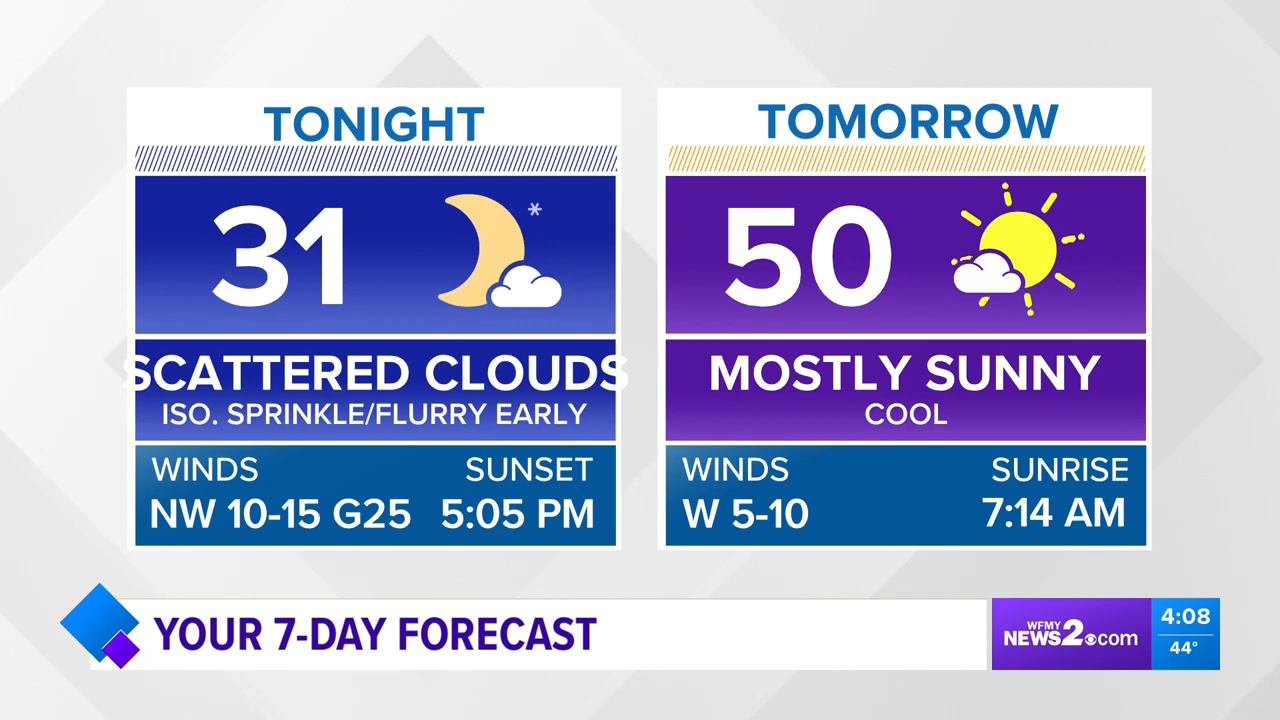 TONIGHT
31
SCATTERED CLOUDS
ISO. SPRINKLE/FLURRY EARLY
WINDS SUNSET
NW 10-15 G25 5:05 PM
TOMORROW
50
MOSTLY SUNNY
COOL
WINDS SUNRISE
W 5-10 7:14 AM
YOUR 7-DAY FORECAST
WFMY
NEWS 2 com
4:08
44°